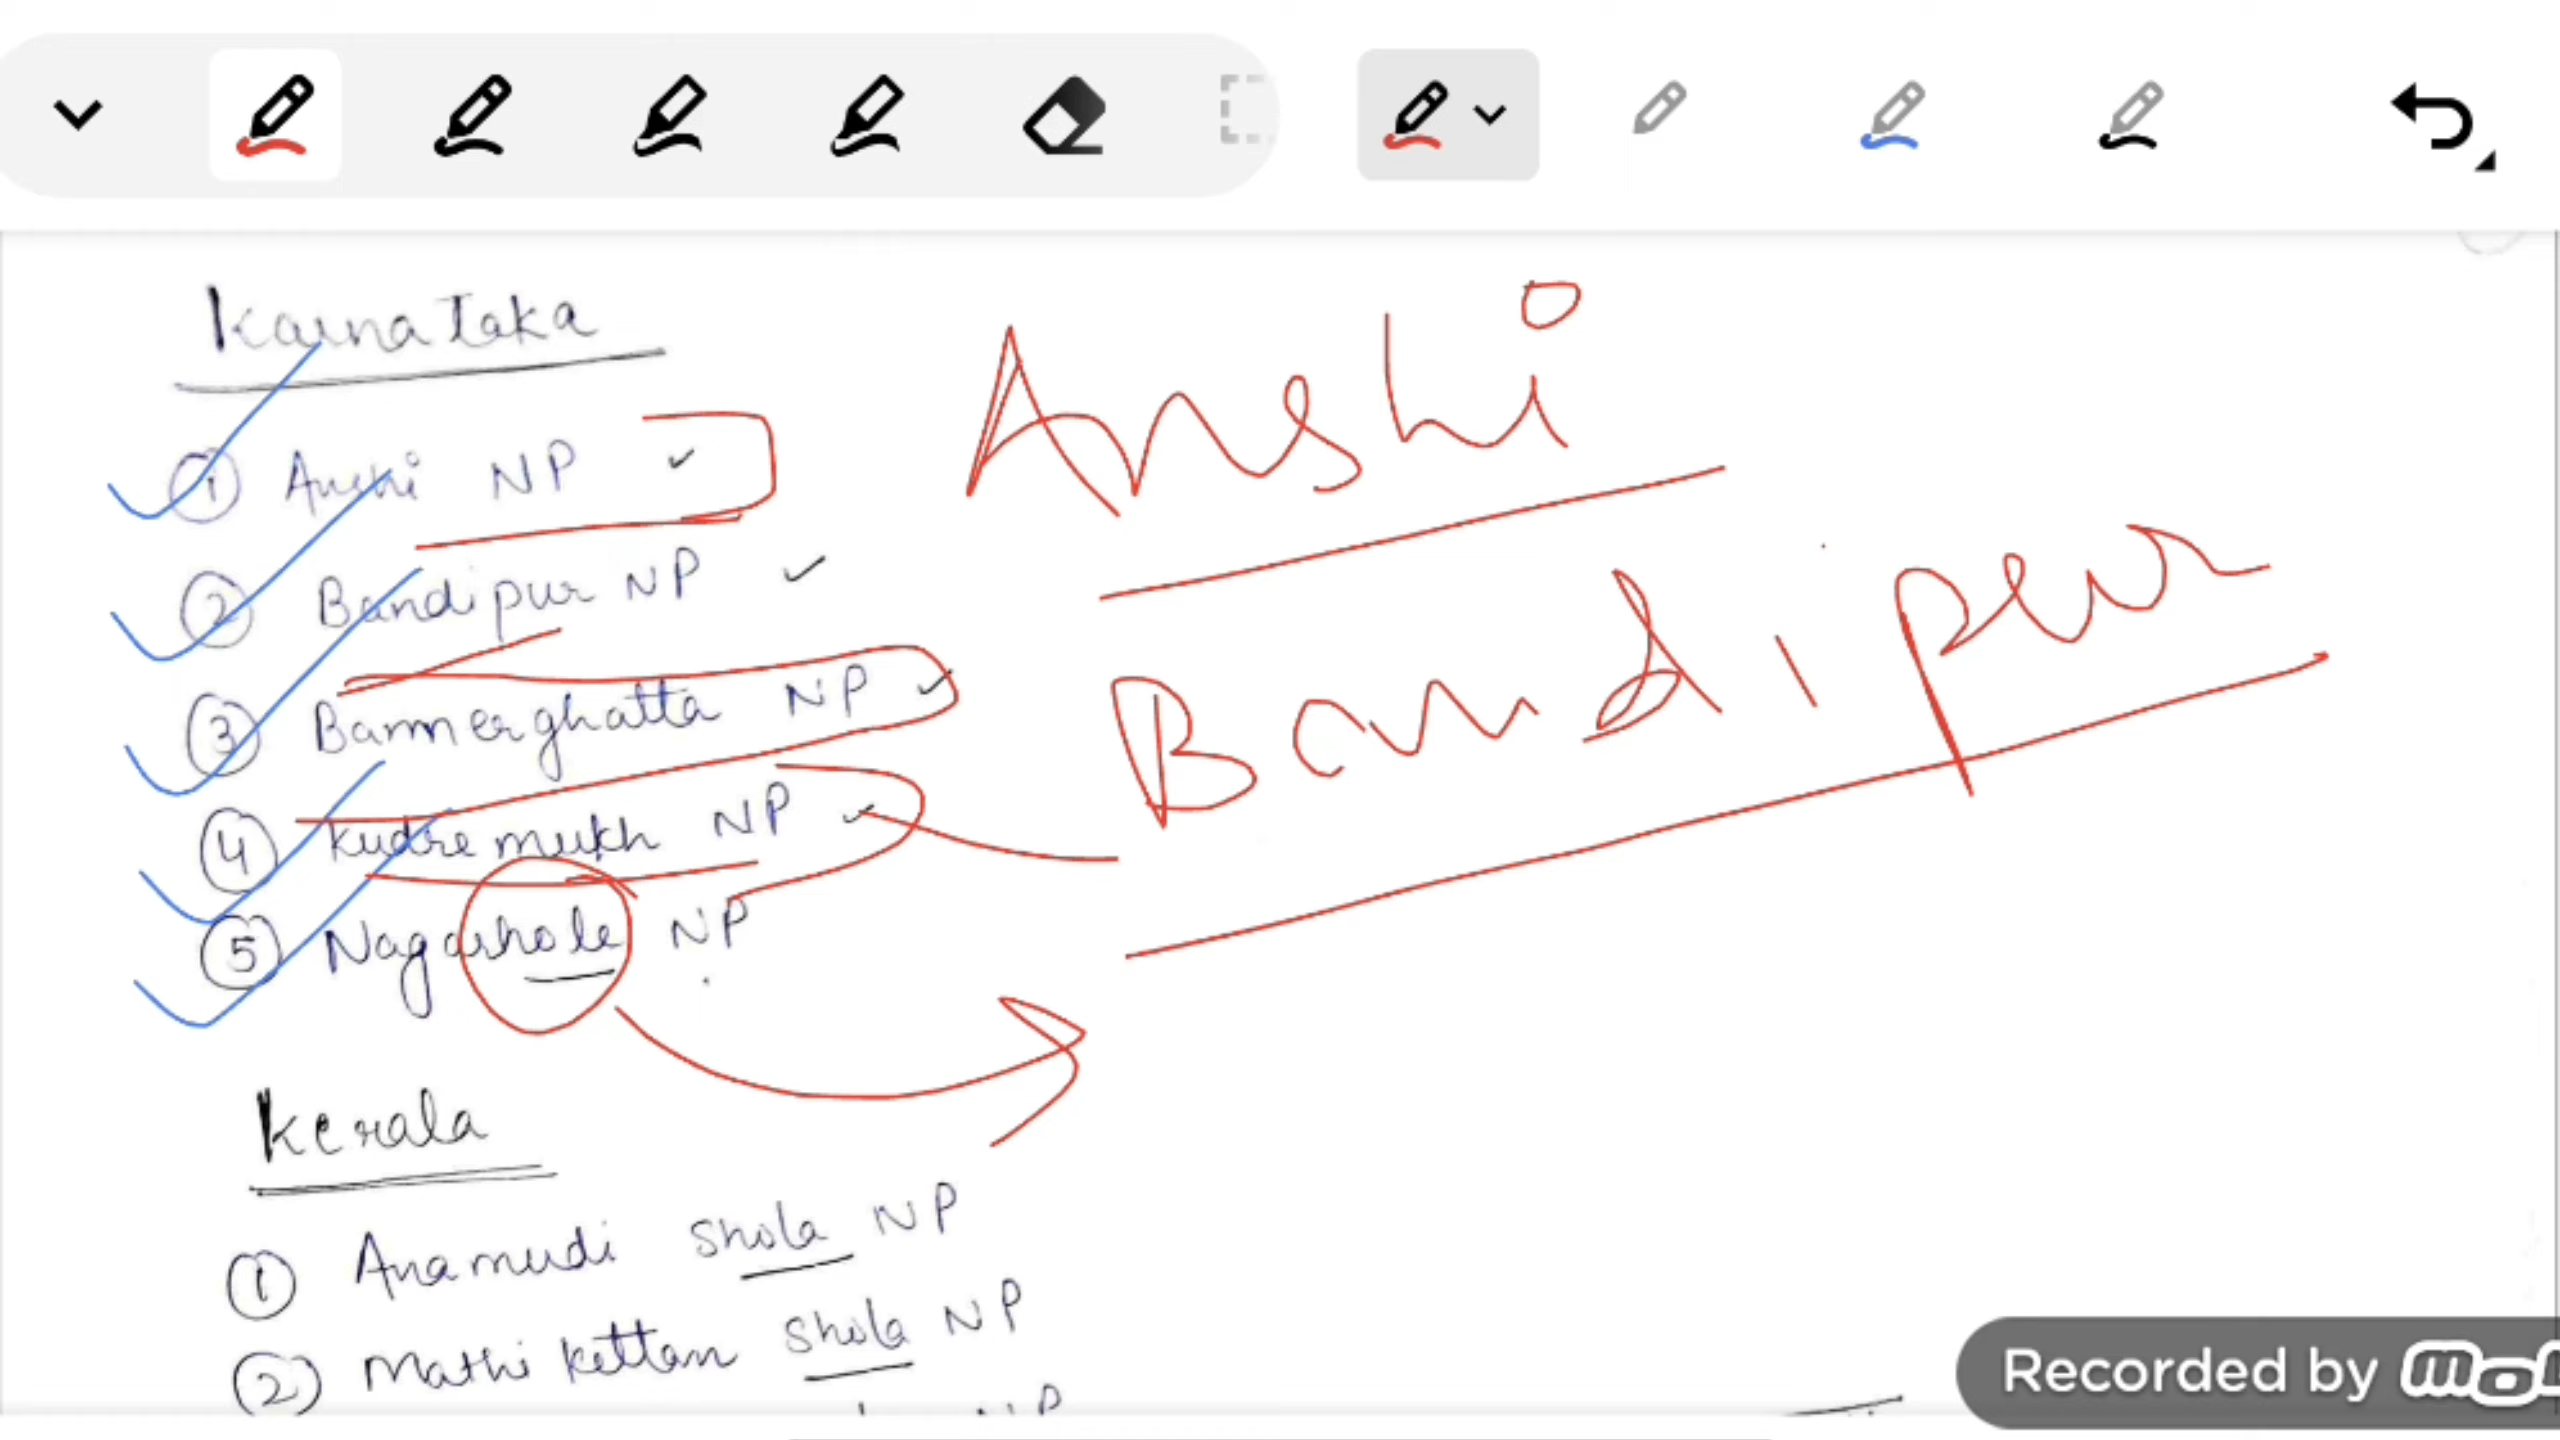 Karnataka
① Anshi NP ✓
Anshi
② Bandipur NP ✓
Bandipur
③ Bannerghatta NP ✓
④ Kudremukh NP ✓
⑤ Nagarhole NP
Kerala
① Anamudi Shola NP
② Mathikettan Shola NP
NP
Recorded by